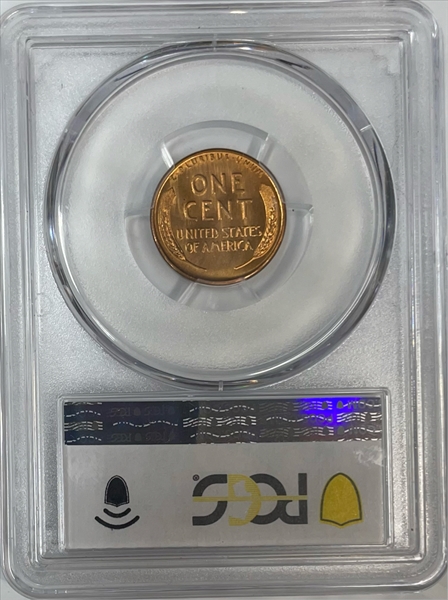 E PLURIBUS UNUM
ONE
CENT
UNITED STATES
OF AMERICA
PCGS